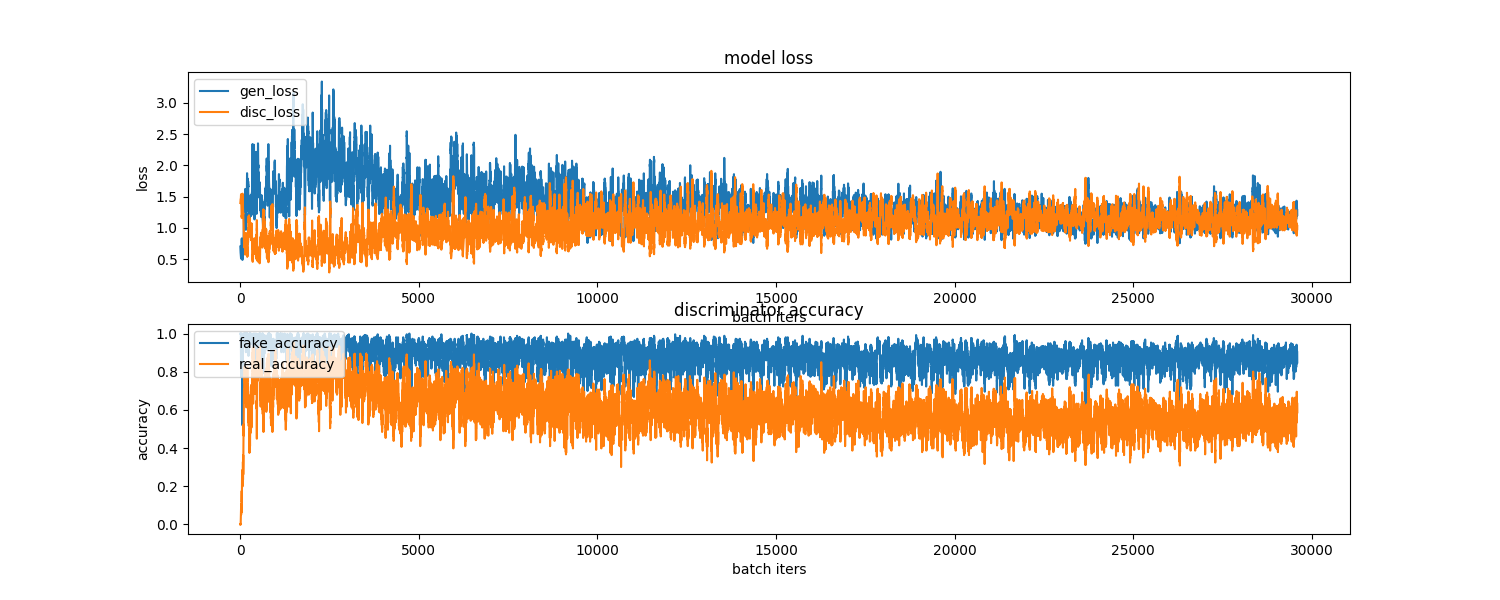 model loss
gen_loss
disc_loss
3.0
2.5
2.0
1.5
1.0
0.5
loss
0 5000 10000 15000 20000 25000 30000
batch iters
discriminator accuracy
fake_accuracy
real_accuracy
1.0
0.8
0.6
0.4
0.2
0.0
accuracy
0 5000 10000 15000 20000 25000 30000
batch iters